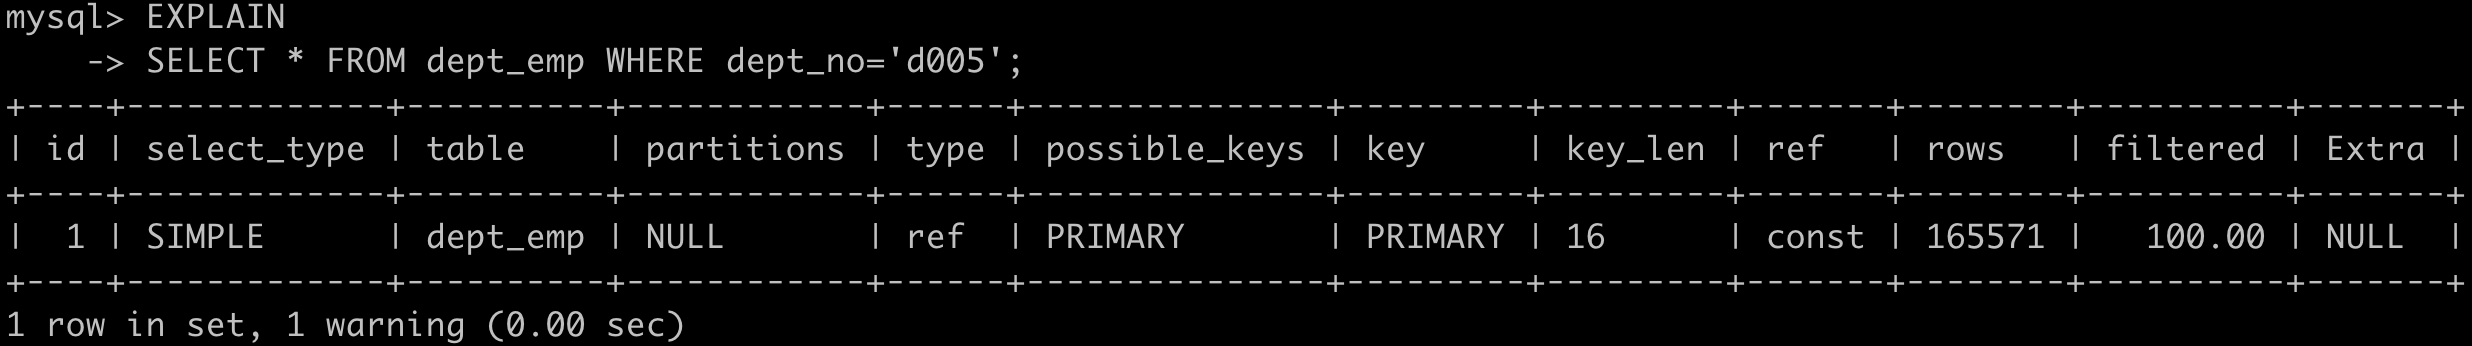 mysql> EXPLAIN
    -> SELECT * FROM dept_emp WHERE dept_no='d005';
+----+-------------+----------+------------+------+---------------+---------+---------+-------+--------+----------+-------+
| id | select_type | table    | partitions | type | possible_keys | key     | key_len | ref   | rows   | filtered | Extra |
+----+-------------+----------+------------+------+---------------+---------+---------+-------+--------+----------+-------+
|  1 | SIMPLE      | dept_emp | NULL       | ref  | PRIMARY       | PRIMARY | 16      | const | 165571 |   100.00 | NULL  |
+----+-------------+----------+------------+------+---------------+---------+---------+-------+--------+----------+-------+
1 row in set, 1 warning (0.00 sec)